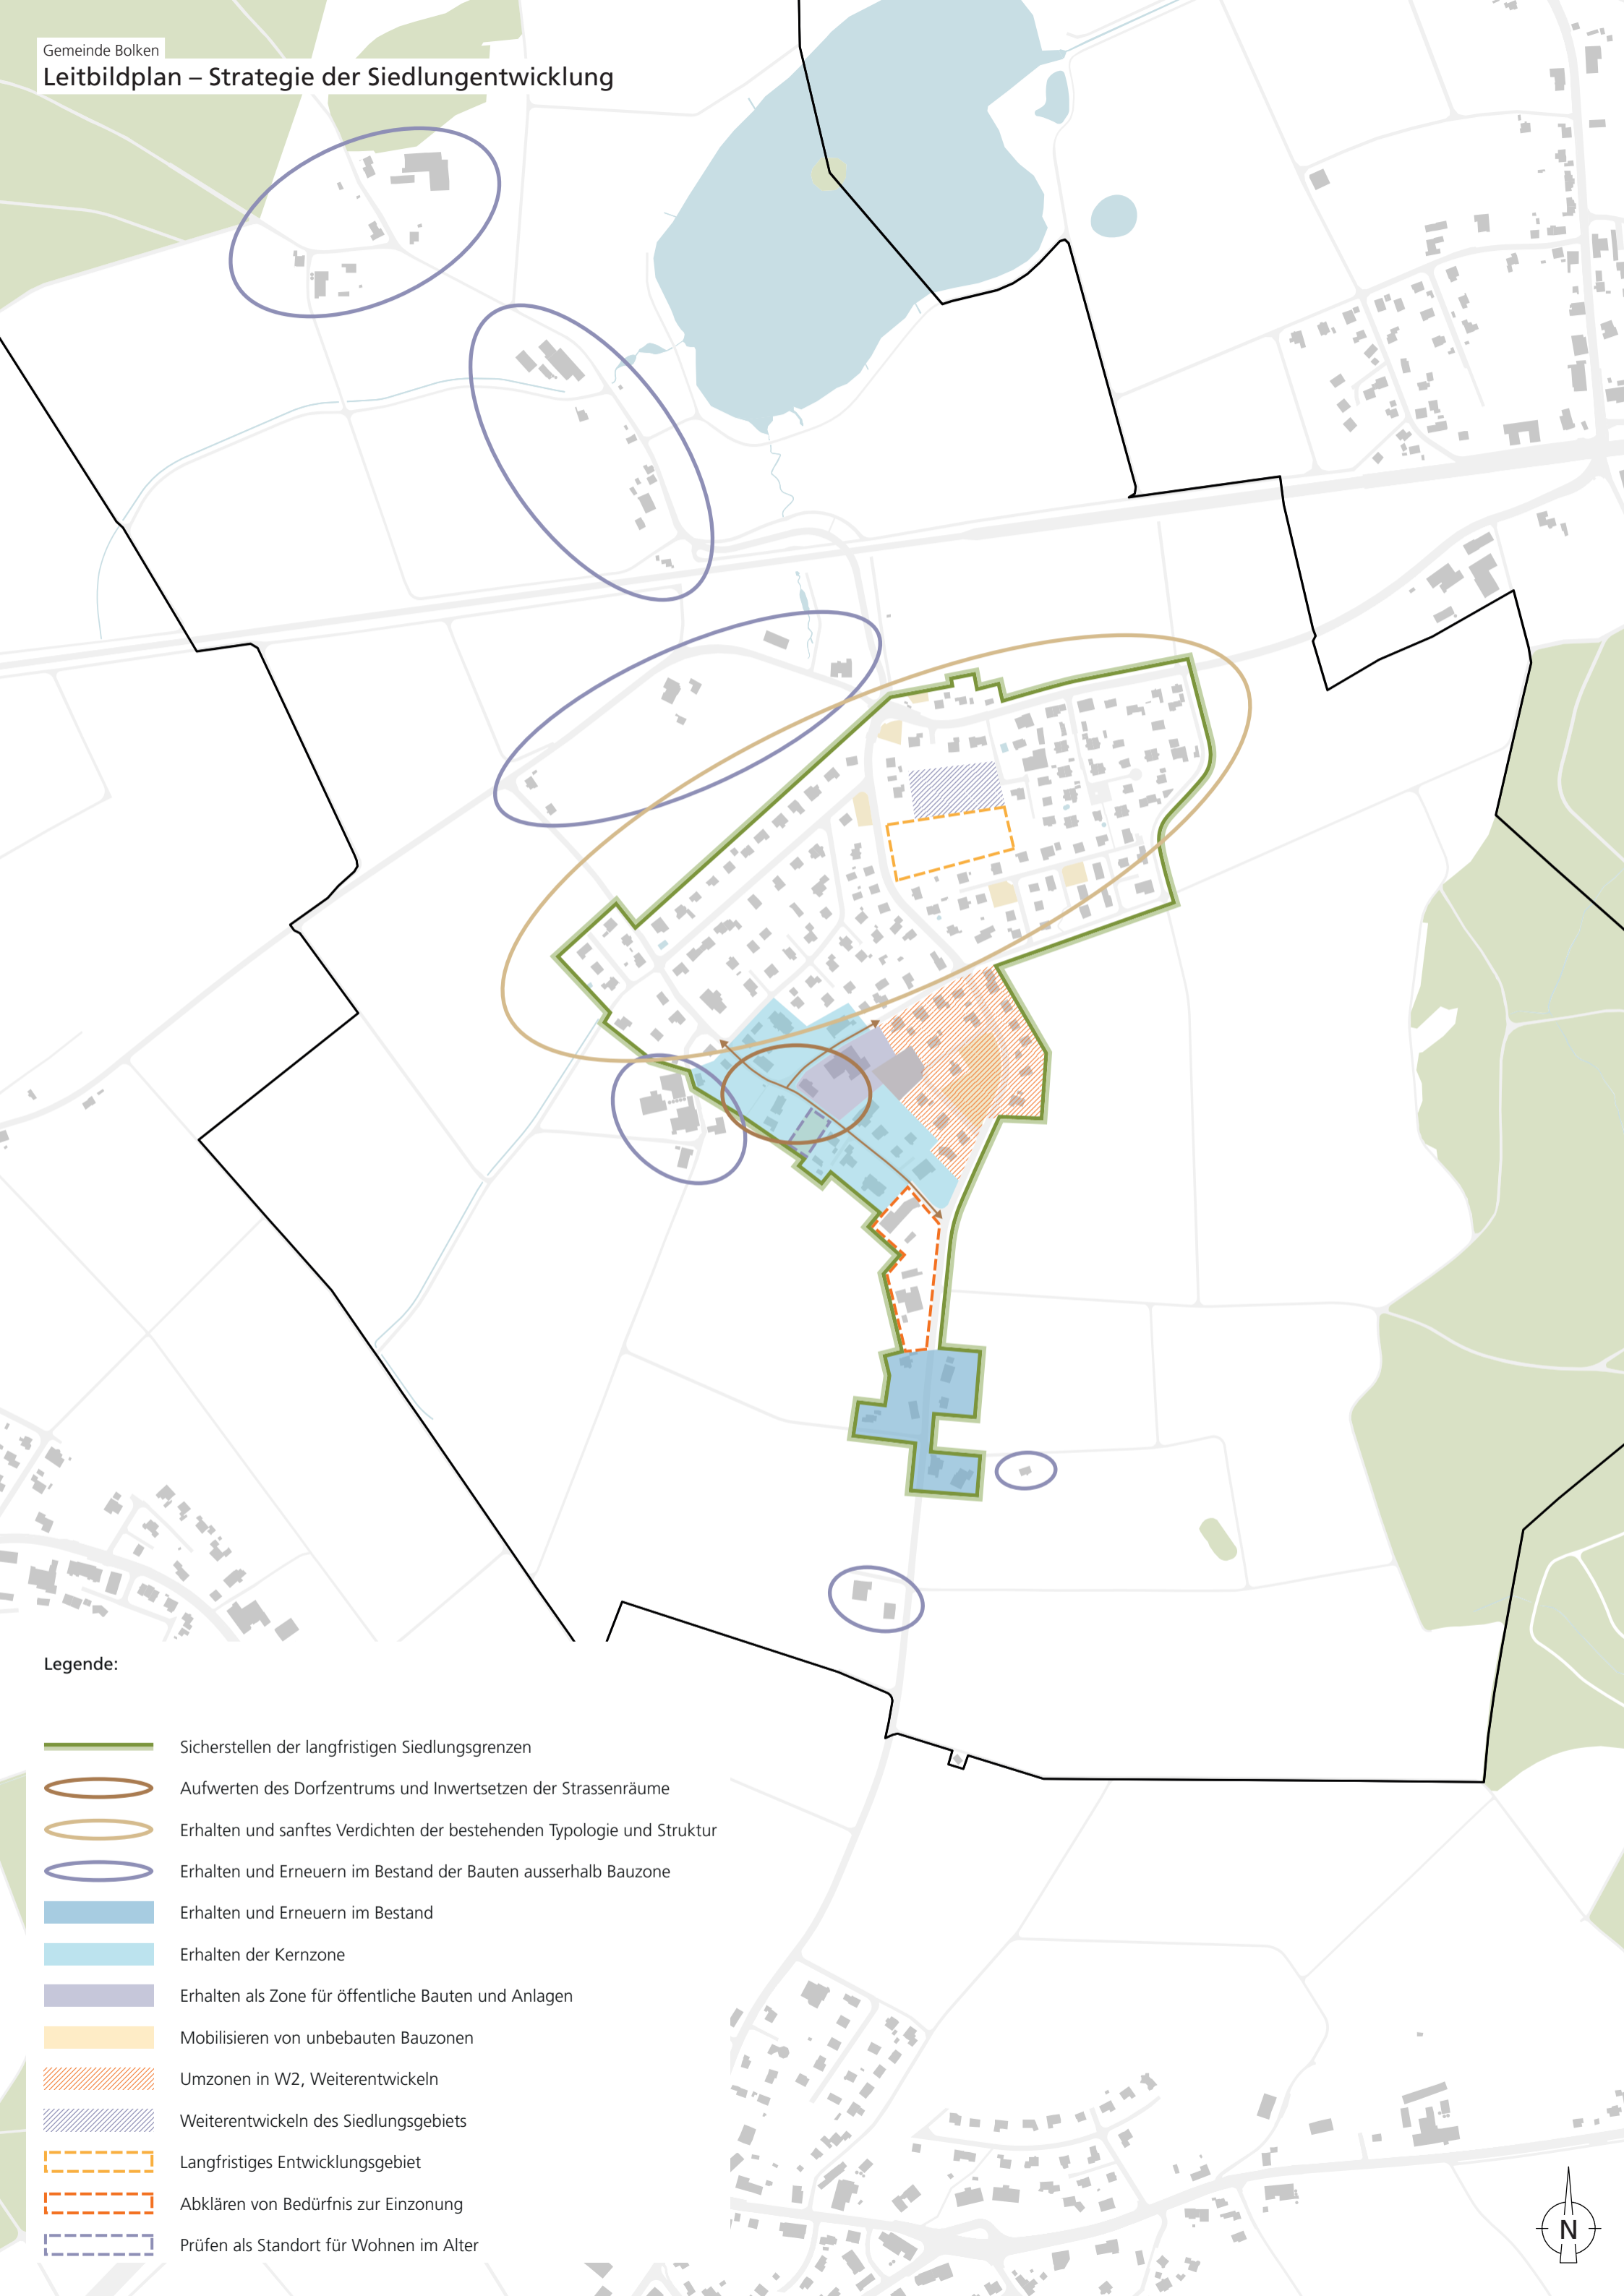 Gemeinde Bolken
Leitbildplan – Strategie der Siedlungentwicklung
Legende:
Sicherstellen der langfristigen Siedlungsgrenzen
Aufwerten des Dorfzentrums und Inwertsetzen der Strassenräume
Erhalten und sanftes Verdichten der bestehenden Typologie und Struktur
Erhalten und Erneuern im Bestand der Bauten ausserhalb Bauzone
Erhalten und Erneuern im Bestand
Erhalten der Kernzone
Erhalten als Zone für öffentliche Bauten und Anlagen
Mobilisieren von unbebauten Bauzonen
Umzonen in W2, Weiterentwickeln
Weiterentwickeln des Siedlungsgebiets
Langfristiges Entwicklungsgebiet
Abklären von Bedürfnis zur Einzonung
Prüfen als Standort für Wohnen im Alter
N